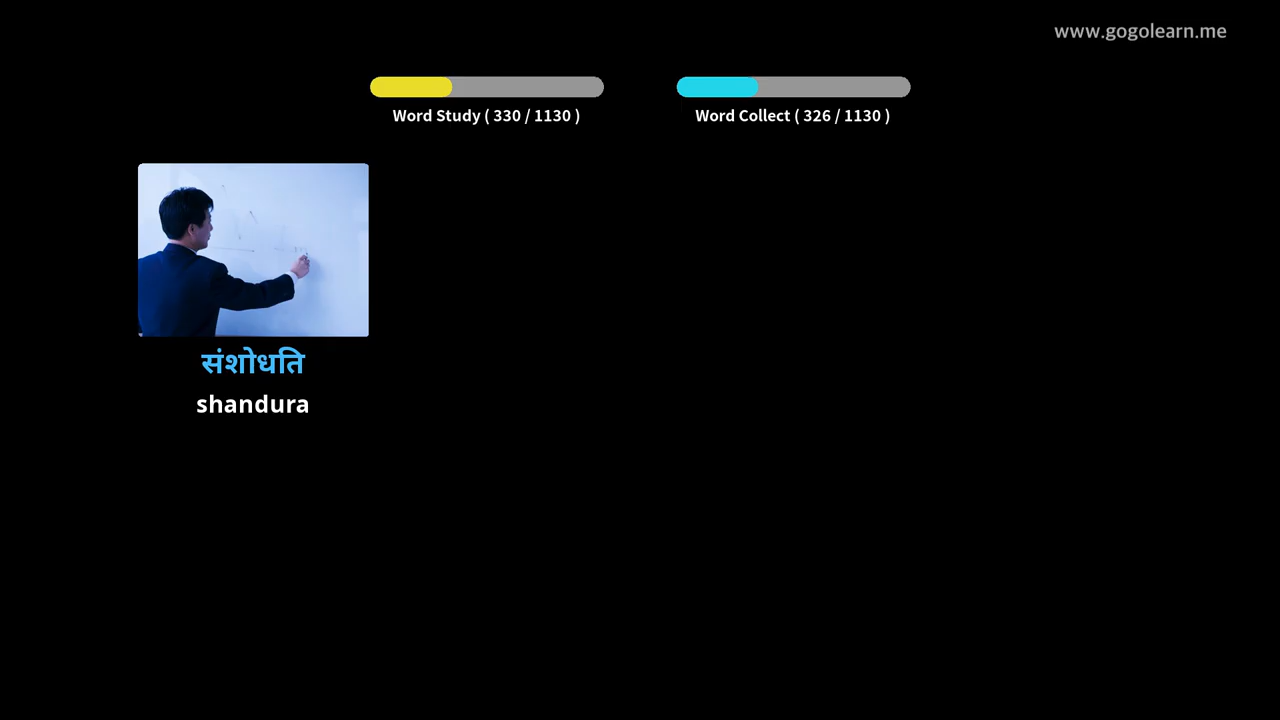 www.gogolearn.me
Word Study ( 330 / 1130 )
Word Collect ( 326 / 1130 )
संशोधति
shandura